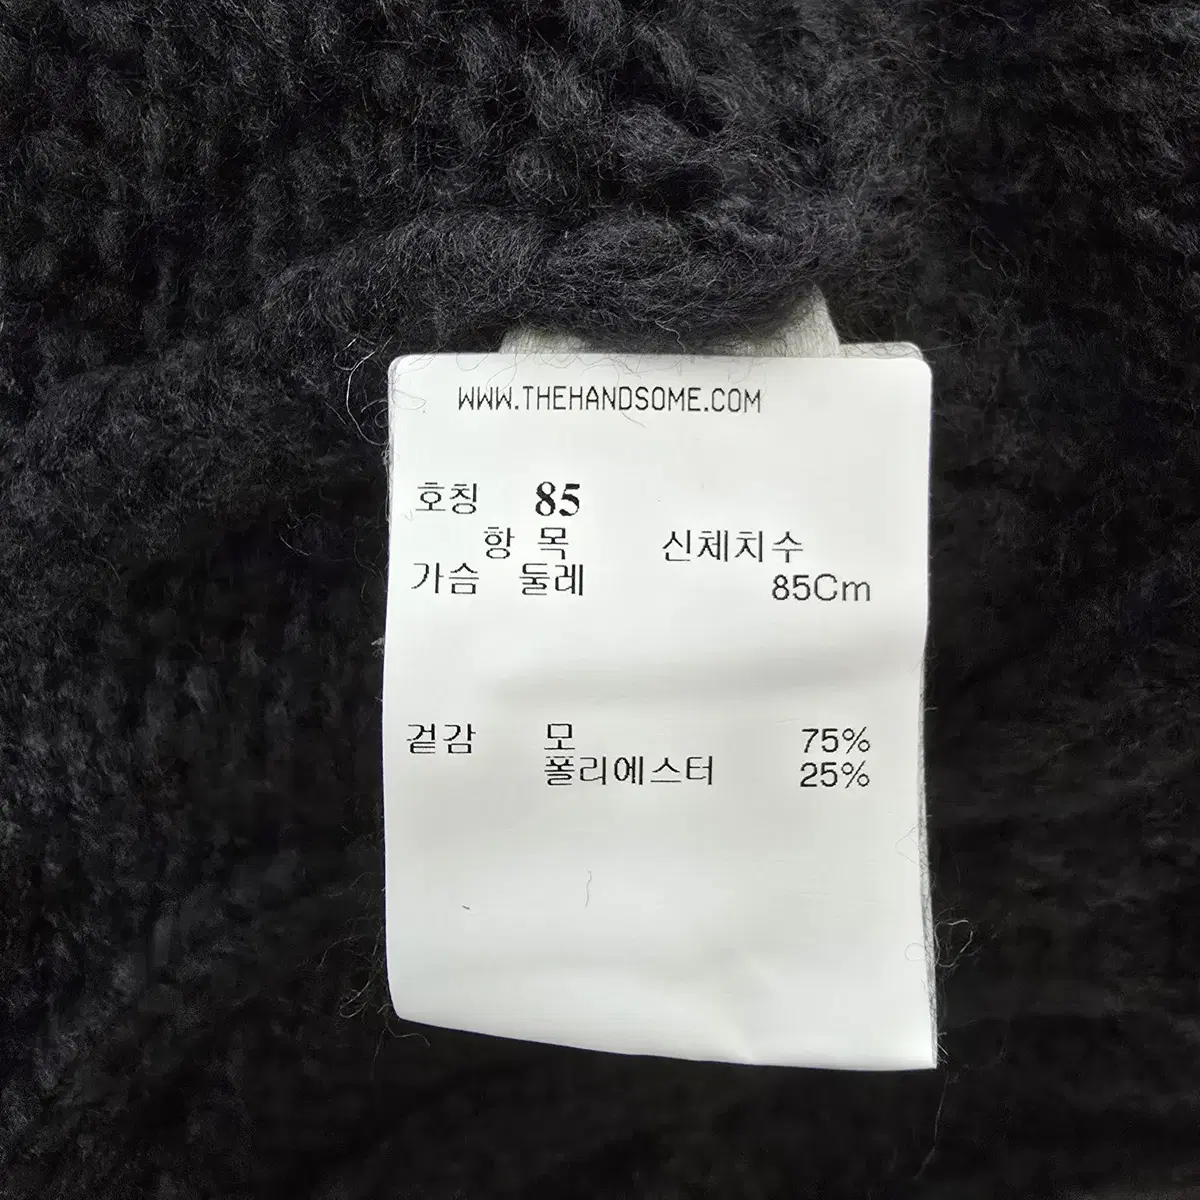 WWW.THEHANDSOME.COM
호칭 85
항 목 신체치수
가슴 둘레 85Cm
겉감 모 75%
폴리에스터 25%